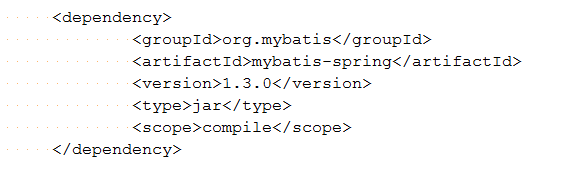 <dependency>
<groupId>org.mybatis</groupId>
<artifactId>mybatis-spring</artifactId>
<version>1.3.0</version>
<type>jar</type>
<scope>compile</scope>
</dependency>